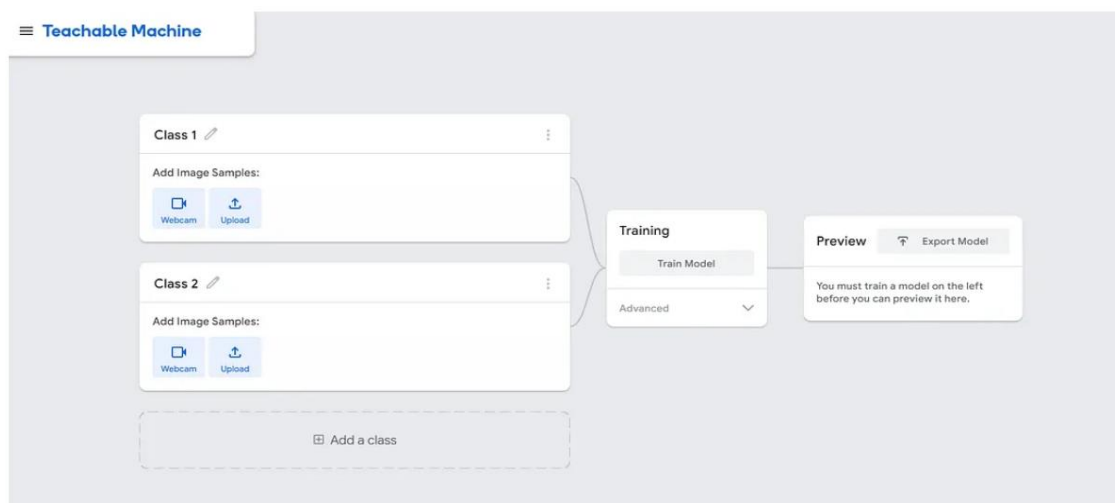 Teachable Machine
Class 1
Add Image Samples:
Webcam
Upload
Class 2
Add Image Samples:
Webcam
Upload
Add a class
Training
Train Model
Advanced
Preview
Export Model
You must train a model on the left
before you can preview it here.